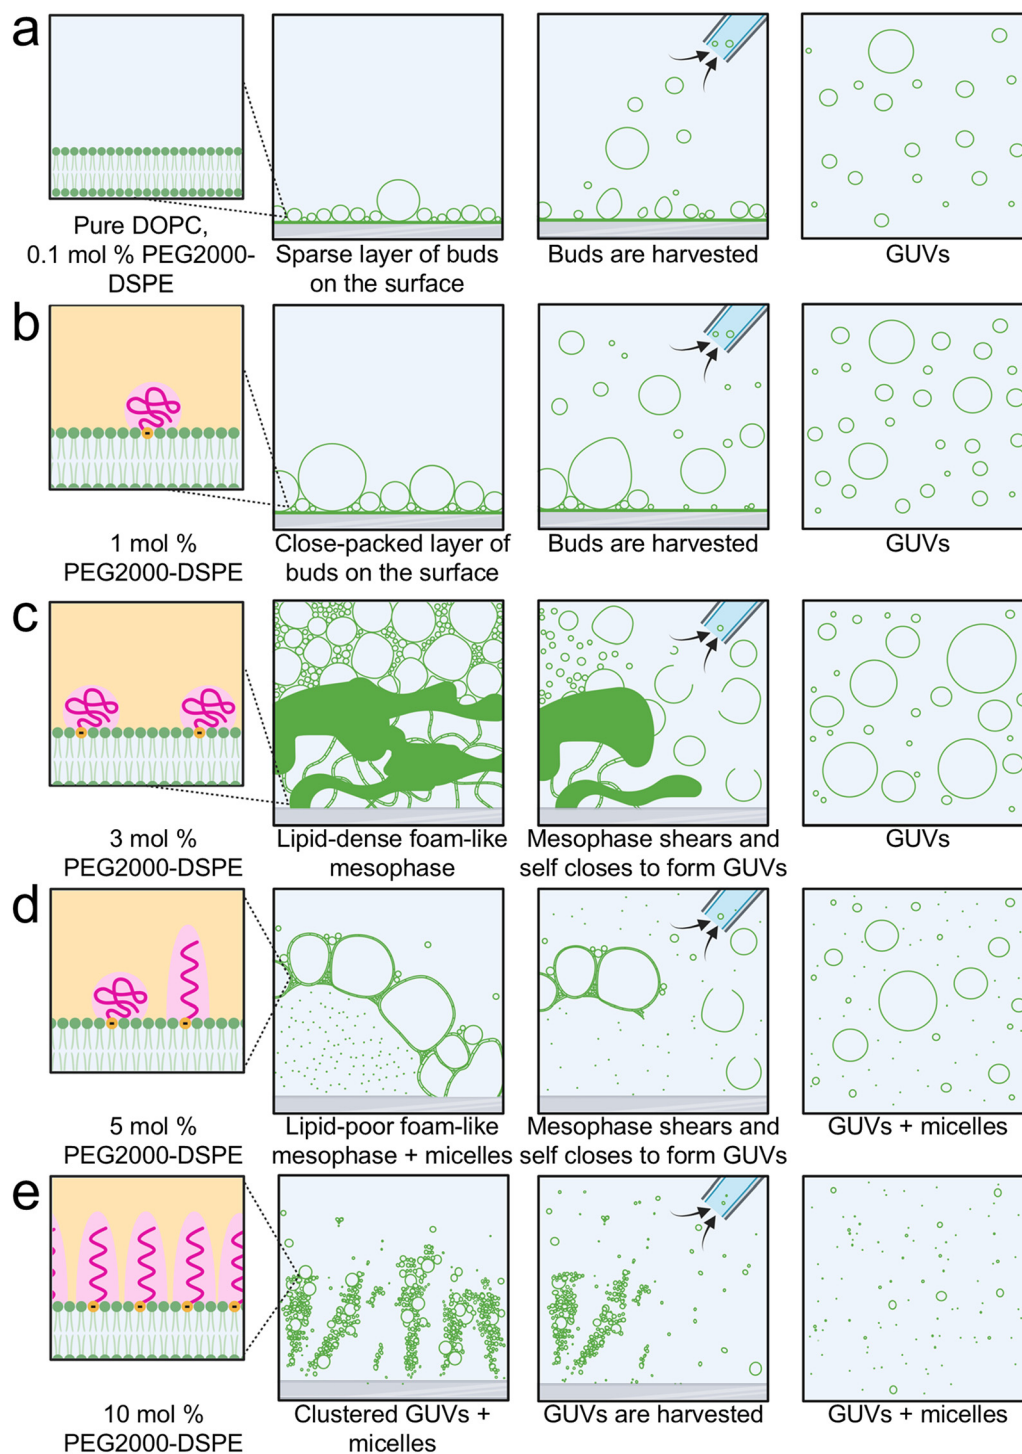 a
Pure DOPC,
0.1 mol % PEG2000-
DSPE
Sparse layer of buds
on the surface
Buds are harvested
GUVs
b
1 mol %
PEG2000-DSPE
Close-packed layer of
buds on the surface
Buds are harvested
GUVs
c
3 mol %
PEG2000-DSPE
Lipid-dense foam-like
mesophase
Mesophase shears and
self closes to form GUVs
GUVs
d
5 mol %
PEG2000-DSPE
Lipid-poor foam-like
mesophase + micelles
Mesophase shears and
self closes to form GUVs
GUVs + micelles
e
10 mol %
PEG2000-DSPE
Clustered GUVs +
micelles
GUVs are harvested
GUVs + micelles